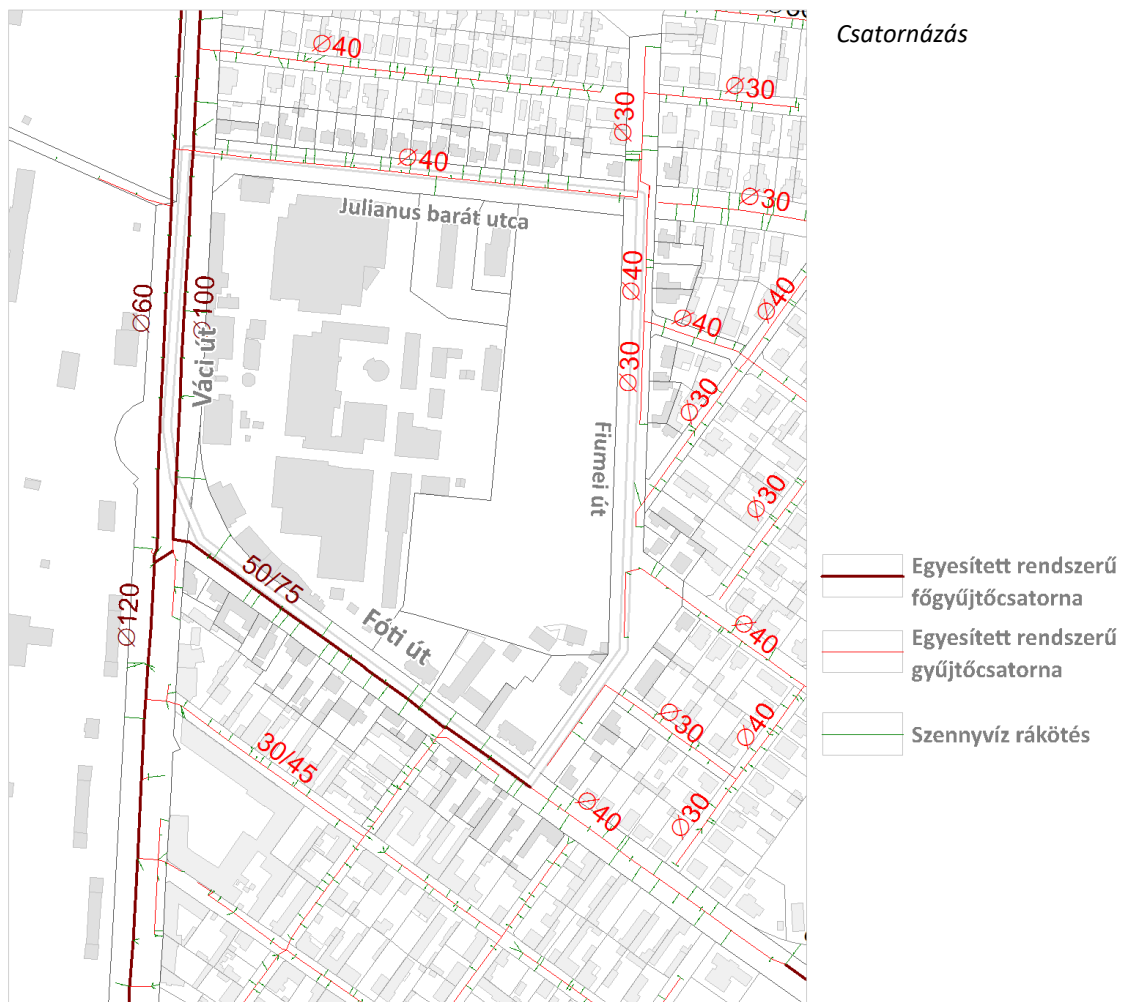 Csatornázás
∅40
∅30
∅30
∅40
∅30
Julianus barát utca
∅60
∅100
Váci út
∅40
∅40
∅40
∅30
∅30
Fiumei út
∅30
50/75
∅120
Fóti út
∅40
∅30
∅40
30/45
∅40
∅30
Egyesített rendszerű
főgyűjtőcsatorna
Egyesített rendszerű
gyűjtőcsatorna
Szennyvíz rákötés